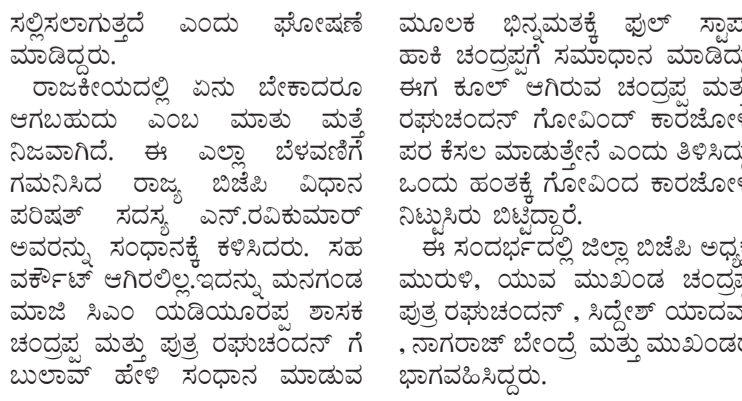 ಸಲ್ಲಿಸಲಾಗುತ್ತದೆ ಎಂದು ಘೋಷಣೆ
ಮಾಡಿದ್ದರು.
ರಾಜಕೀಯದಲ್ಲಿ ಏನು ಬೇಕಾದರೂ
ಆಗಬಹುದು ಎಂಬ ಮಾತು ಮತ್ತೆ
ನಿಜವಾಗಿದೆ. ಈ ಎಲ್ಲಾ ಬೆಳವಣಿಗೆ
ಗಮನಿಸಿದ ರಾಜ್ಯ ಬಿಜೆಪಿ ವಿಧಾನ
ಪರಿಷತ್ ಸದಸ್ಯ ಎನ್.ರವಿಕುಮಾರ್
ಅವರನ್ನು ಸಂಧಾನಕ್ಕೆ ಕಳಿಸಿದರು. ಸಹ
ವರ್ಕೌಟ್ ಆಗಿರಲಿಲ್ಲ.ಇದನ್ನು ಮನಗಂಡ
ಮಾಜಿ ಸಿಎಂ ಯಡಿಯೂರಪ್ಪ ಶಾಸಕ
ಚಂದ್ರಪ್ಪ ಮತ್ತು ಪುತ್ರ ರಘುಚಂದನ್ ಗೆ
ಬುಲಾವ್ ಹೇಳಿ ಸಂಧಾನ ಮಾಡುವ
ಮೂಲಕ ಭಿನ್ನಮತಕ್ಕೆ ಫುಲ್
ಹಾಕಿ ಚಂದ್ರಪ್ಪಗೆ ಸಮಾಧಾನ
ಈಗ ಕೂಲ್ ಆಗಿರುವ ಚಂದ್ರಪ್ಪ
ರಘುಚಂದನ್ ಗೋವಿಂದ್
ಪರ ಕೆಸಲ ಮಾಡುತ್ತೇನೆ ಎಂದು
ಒಂದು ಹಂತಕ್ಕೆ ಗೋವಿಂದ
ನಿಟ್ಟುಸಿರು ಬಿಟ್ಟಿದ್ದಾರೆ.
ಈ ಸಂದರ್ಭದಲ್ಲಿ ಜಿಲ್ಲಾ ಬಿಜೆಪಿ
ಮುರುಳಿ, ಯುವ ಮುಖಂಡ
ಪುತ್ರ ರಘುಚಂದನ್ , ಸಿದ್ದೇಶ್
, ನಾಗರಾಜ್ ಬೇಂದ್ರೆ ಮತ್ತು
ಭಾಗವಹಿಸಿದ್ದರು.